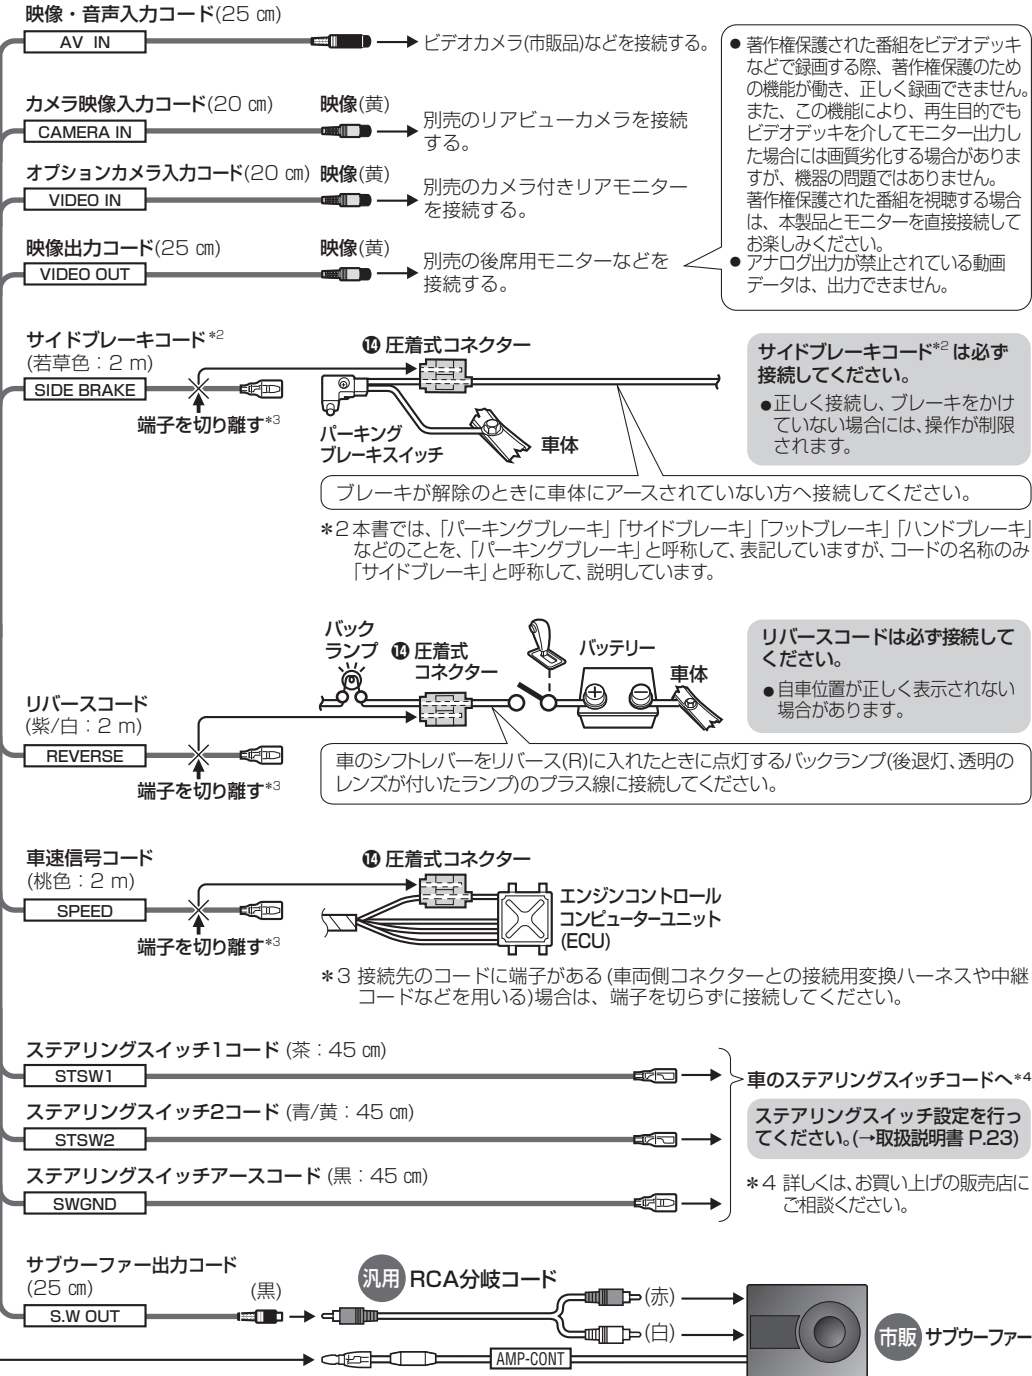 映像・音声入力コード(25 ㎝)
AV IN
ビデオカメラ(市販品)などを接続する。
カメラ映像入力コード(20 ㎝)
映像(黄)
CAMERA IN
別売のリアビューカメラを接続
する。
オプションカメラ入力コード(20 ㎝)
映像(黄)
VIDEO IN
別売のカメラ付きリアモニター
を接続する。
映像出力コード(25 ㎝)
映像(黄)
VIDEO OUT
別売の後席用モニターなどを
接続する。
● 著作権保護された番組をビデオデッキ
などで録画する際、著作権保護のため
の機能が働き、正しく録画できません。
また、この機能により、再生目的でも
ビデオデッキを介してモニター出力し
た場合には画質劣化する場合がありま
すが、機器の問題ではありません。
著作権保護された番組を視聴する場合
は、本製品とモニターを直接接続して
お楽しみください。
● アナログ出力が禁止されている動画
データは、出力できません。
サイドブレーキコード*2
(若草色：2 m)
SIDE BRAKE
端子を切り離す*3
⓮ 圧着式コネクター
パーキング
ブレーキスイッチ
車体
サイドブレーキコード*2 は必ず
接続してください。
●正しく接続し、ブレーキをかけ
ていない場合には、操作が制限
されます。
ブレーキが解除のときに車体にアースされていない方へ接続してください。
*2 本書では、「パーキングブレーキ」「サイドブレーキ」「フットブレーキ」「ハンドブレーキ」
などのことを、「パーキングブレーキ」と呼称して、表記していますが、コードの名称のみ
「サイドブレーキ」と呼称して、説明しています。
リバースコード
(紫/白：2 m)
REVERSE
端子を切り離す*3
バック
ランプ
⓮ 圧着式
コネクター
バッテリー
車体
リバースコードは必ず接続して
ください。
●自車位置が正しく表示されない
場合があります。
車のシフトレバーをリバース(R)に入れたときに点灯するバックランプ(後退灯、透明の
レンズが付いたランプ)のプラス線に接続してください。
車速信号コード
(桃色：2 m)
SPEED
端子を切り離す*3
⓮ 圧着式コネクター
エンジンコントロール
コンピューターユニット
(ECU)
*3 接続先のコードに端子がある (車両側コネクターとの接続用変換ハーネスや中継
コードなどを用いる)場合は、端子を切らずに接続してください。
ステアリングスイッチ1コード (茶：45 ㎝)
STSW1
ステアリングスイッチ2コード (青/黄：45 ㎝)
STSW2
ステアリングスイッチアースコード (黒：45 ㎝)
SWGND
車のステアリングスイッチコードへ*4
ステアリングスイッチ設定を行っ
てください。(→取扱説明書 P.23)
*4 詳しくは、お買い上げの販売店に
ご相談ください。
サブウーファー出力コード
(25 ㎝)
(黒)
S.W OUT
汎用 RCA分岐コード
(赤)
(白)
AMP-CONT
市販 サブウーファー